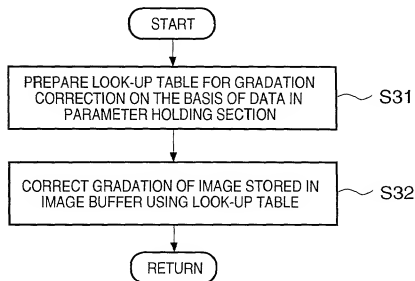 START
PREPARE LOOK-UP TABLE FOR GRADATION
CORRECTION ON THE BASIS OF DATA IN
PARAMETER HOLDING SECTION
S31
CORRECT GRADATION OF IMAGE STORED IN
IMAGE BUFFER USING LOOK-UP TABLE
S32
RETURN